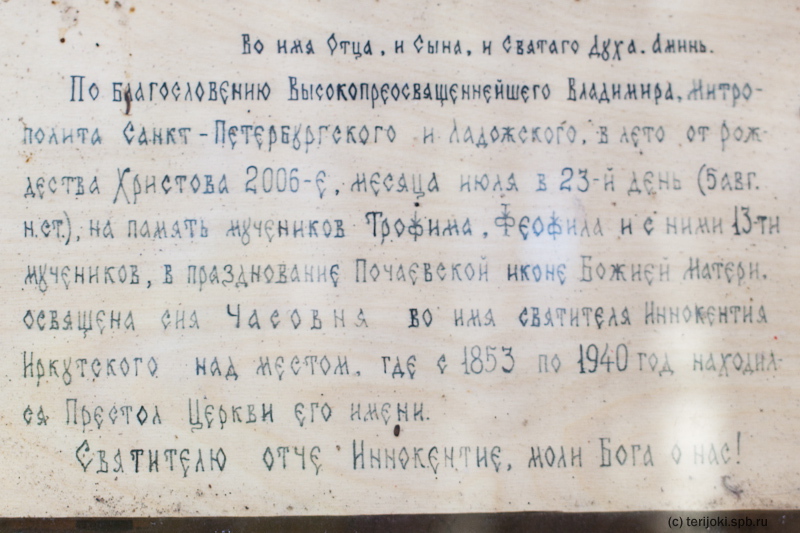 Во имя Отца, и Сына, и Святаго Духа. Аминь.
По благословению Высокопреосвященнейшего Владимира, Митро-
полита Санкт-Петербургского и Ладожского, в лето от рож-
дества Христова 2006-е, месяца июля в 23-й день (5 авг.
н.ст.), на память мучеников Трофима, Феофила и с ними 13-ти
мучеников, в празднование Почаевской иконе Божией Матери.
освящена сия Часовня во имя святителя Иннокентия
Иркутского над местом, где с 1853 по 1940 год находил-
ся Престол Церкви его имени.
Святителю отче Иннокентие, моли Бога о нас!
(c) terijoki.spb.ru